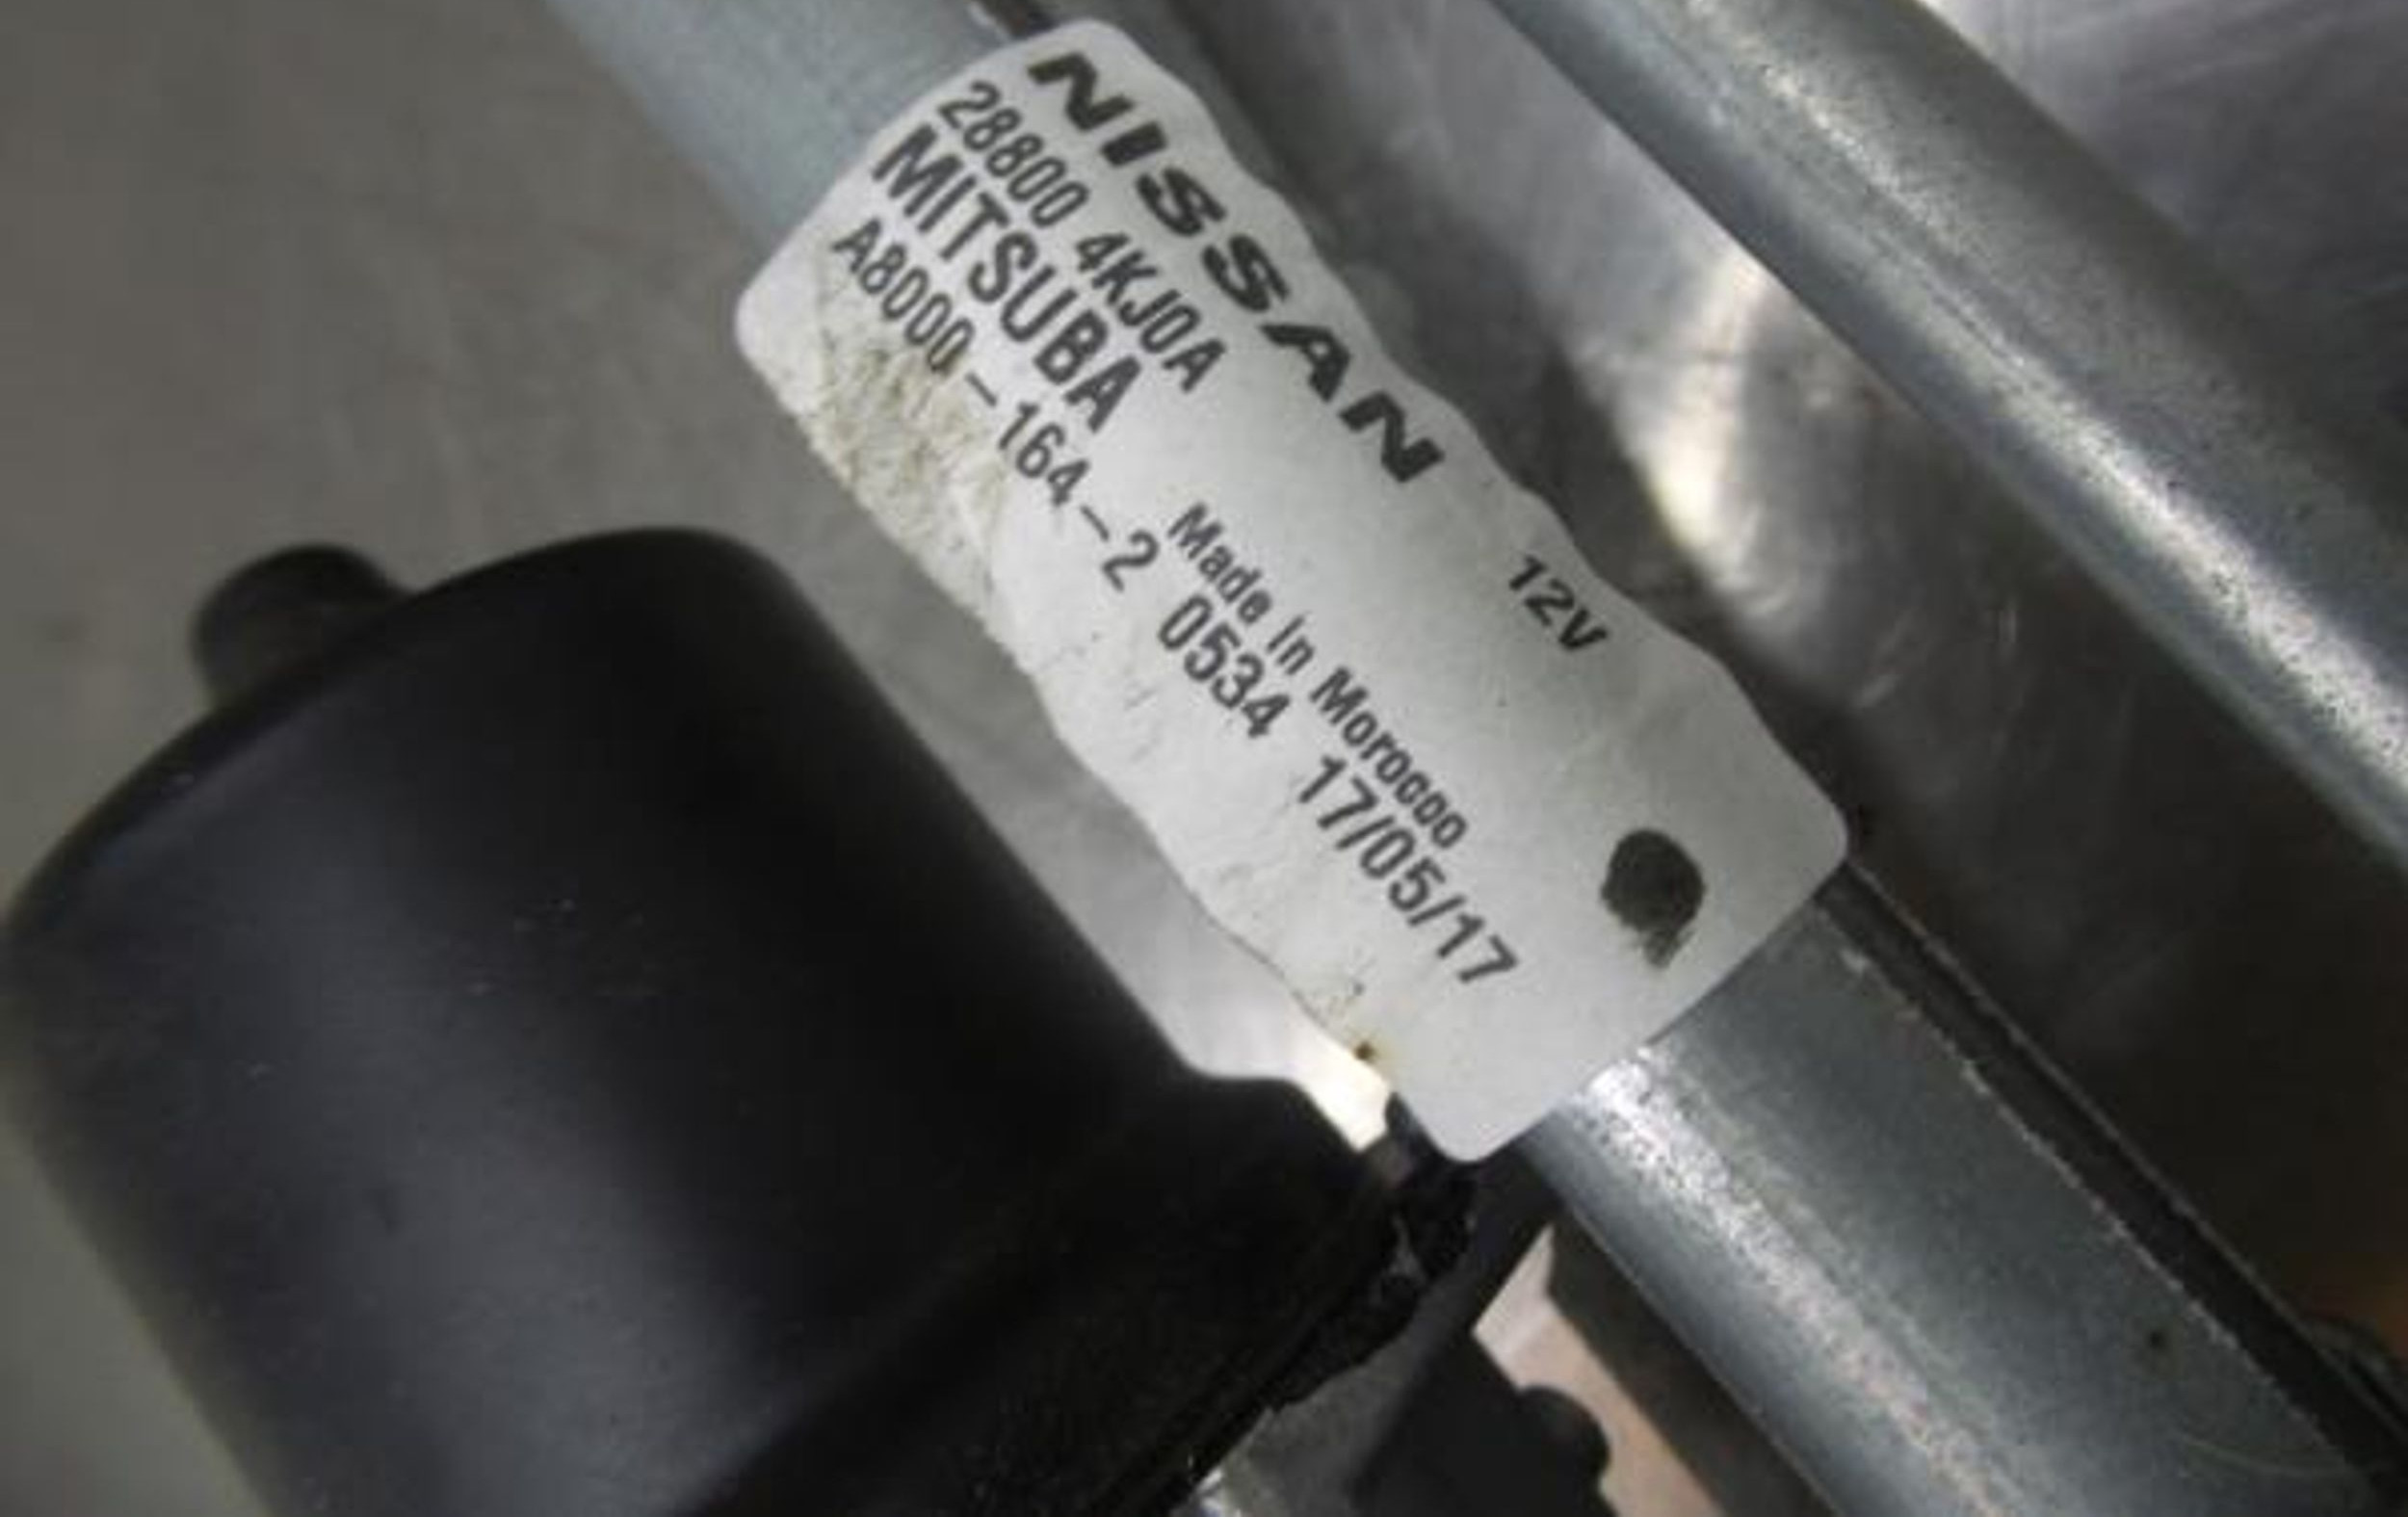 NISSAN 12V
28800 4KJ0A
MITSUBA Made in Morocco
A8000-164-2 0534 17/05/17